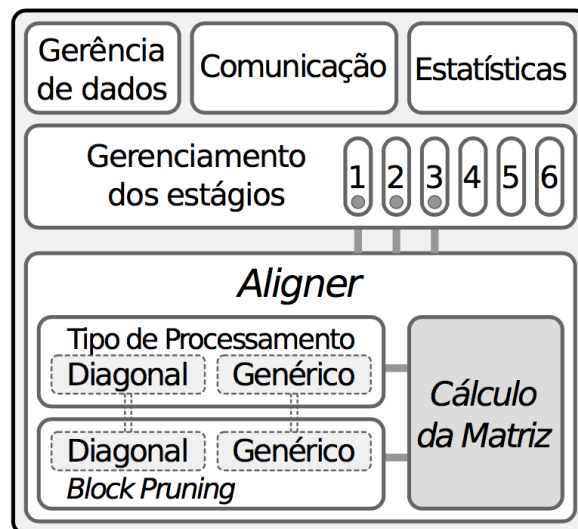 Gerência
de dados
Comunicação
Estatísticas
Gerenciamento
dos estágios
1 2 3 4 5 6
Aligner
Tipo de Processamento
Diagonal Genérico
Diagonal Genérico
Block Pruning
Cálculo
da Matriz